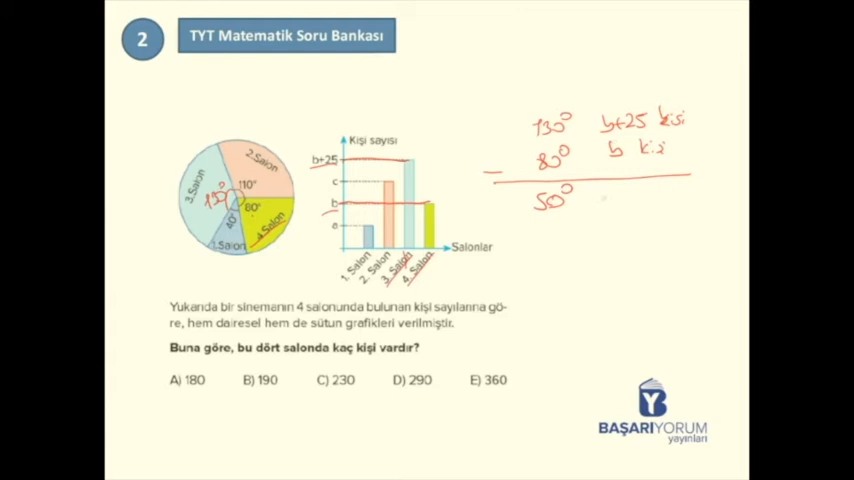 2
TYT Matematik Soru Bankası
130° b+25 kişi
80° b kişi
50°
3.Salon
2.Salon
110°
130°
80°
40°
4.Salon
1.Salon
Kişi sayısı
b+25
c
b
a
Salonlar
1. Salon
2. Salon
3. Salon
4. Salon
Yukarıda bir sinemanın 4 salonunda bulunan kişi sayılarına gö-
re, hem dairesel hem de sütun grafikleri verilmiştir.
Buna göre, bu dört salonda kaç kişi vardır?
A) 180 B) 190 C) 230 D) 290 E) 360
BAŞARIYORUM
yayınları